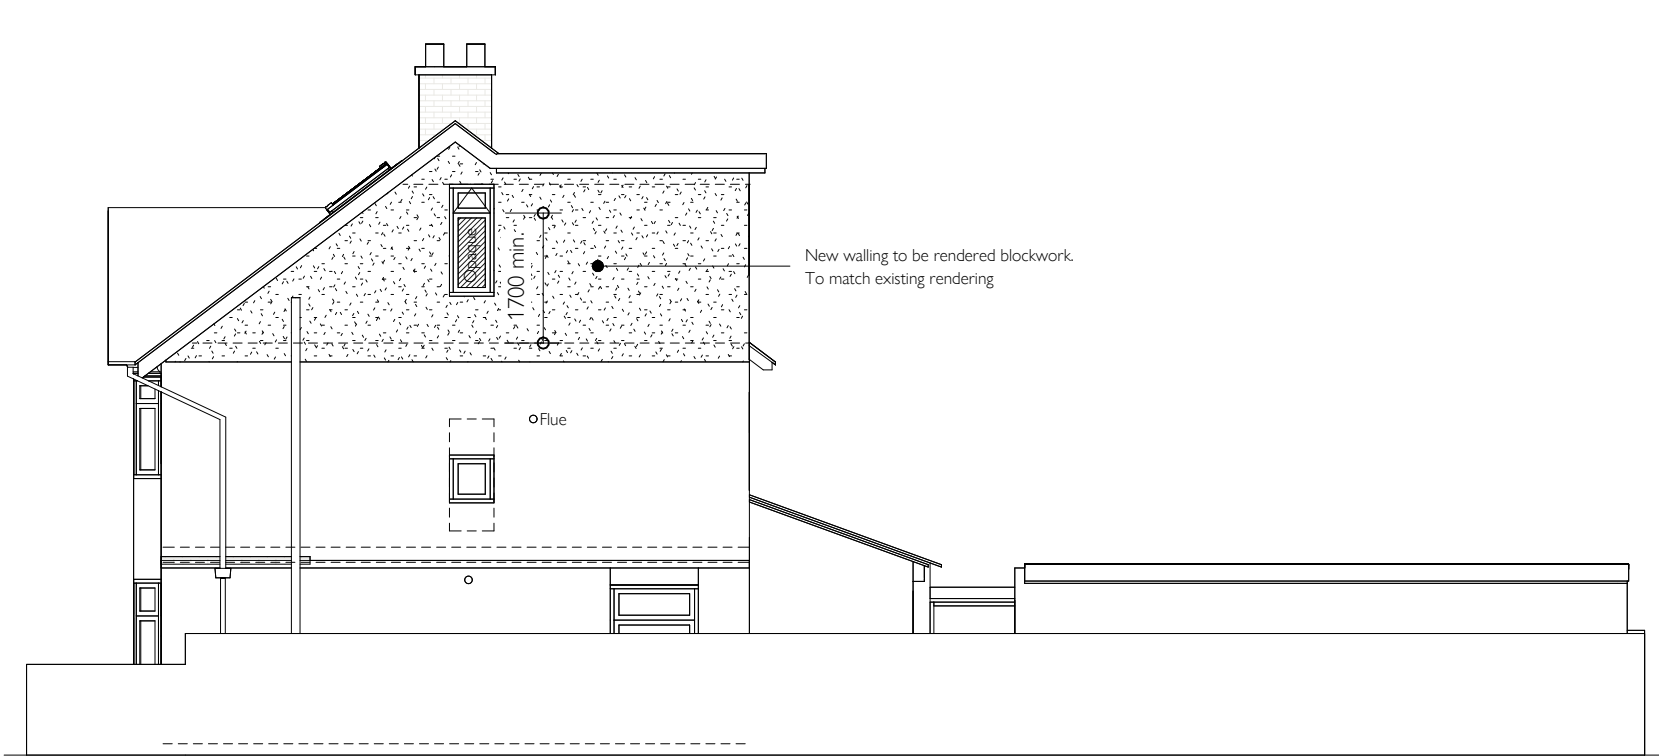 Opaque
1700 min.
New walling to be rendered blockwork.
To match existing rendering
Flue